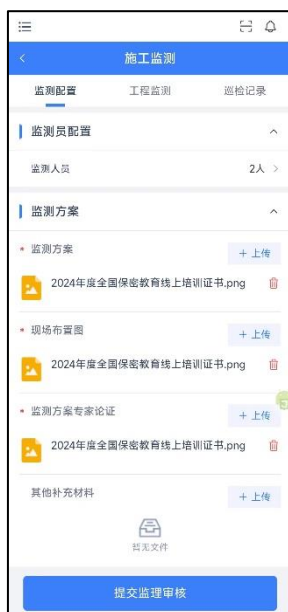 施工监测
监测配置 工程监测 巡检记录
监测员配置
监测人员 2人
监测方案
* 监测方案 + 上传
2024年度全国保密教育线上培训证书.png
* 现场布置图 + 上传
2024年度全国保密教育线上培训证书.png
* 监测方案专家论证 + 上传
2024年度全国保密教育线上培训证书.png
其他补充材料 + 上传
暂无文件
提交监理审核